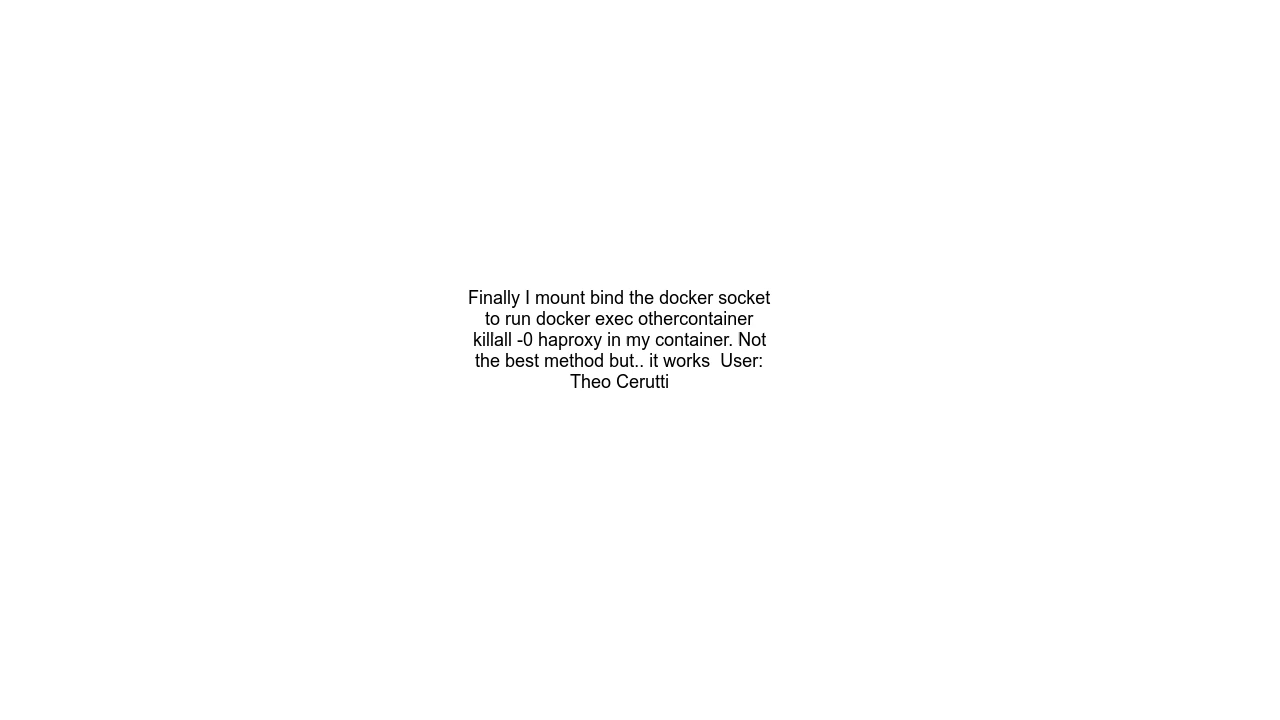 Finally I mount bind the docker socket
to run docker exec othercontainer
killall -0 haproxy in my container. Not
the best method but.. it works  User:
Theo Cerutti